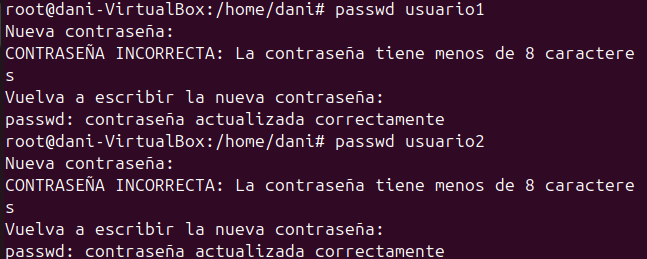 root@dani-VirtualBox:/home/dani# passwd usuario1
Nueva contraseña:
CONTRASEÑA INCORRECTA: La contraseña tiene menos de 8 caractere
s
Vuelva a escribir la nueva contraseña:
passwd: contraseña actualizada correctamente
root@dani-VirtualBox:/home/dani# passwd usuario2
Nueva contraseña:
CONTRASEÑA INCORRECTA: La contraseña tiene menos de 8 caractere
s
Vuelva a escribir la nueva contraseña:
passwd: contraseña actualizada correctamente